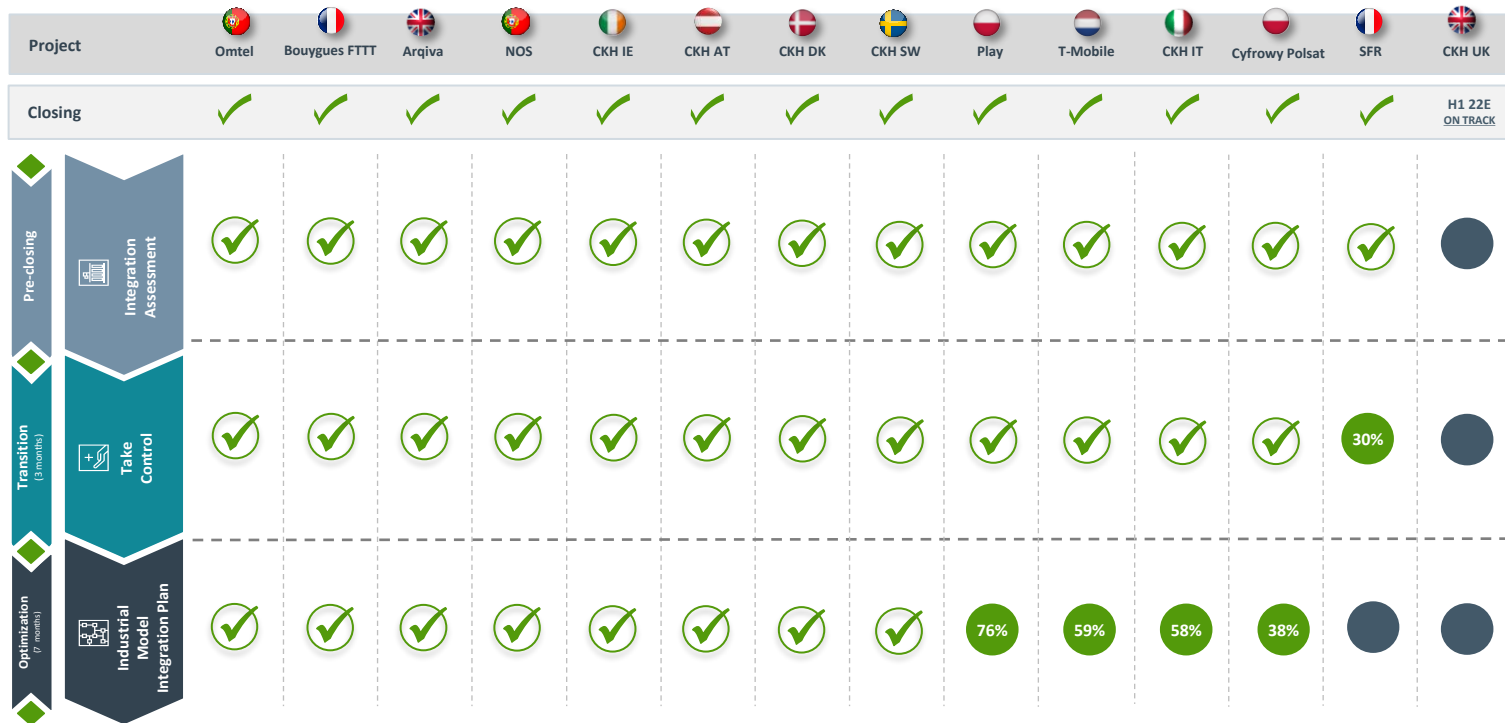 Project
Omtel
Bouygues FTTT
Arqiva
NOS
CKH IE
CKH AT
CKH DK
CKH SW
Play
T-Mobile
CKH IT
Cyfrowy Polsat
SFR
CKH UK
Closing
H1 22E
ON TRACK
Pre-closing
Integration
Assessment
Transition
(3 months)
Take
Control
30%
Optimization
(7 months)
Industrial
Model
Integration Plan
76%
59%
58%
38%